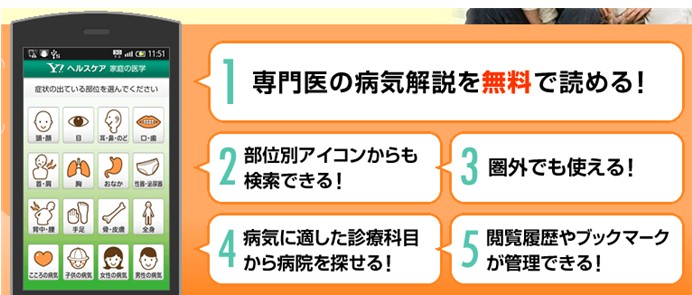 11:51
Y! ヘルスケア 家庭の医学
症状の出ている部位を選んでください
頭・顔
目
耳・鼻・のど
口・歯
首・肩
胸
おなか
性器・泌尿器
背中・腰
手足
骨・皮膚
全身
こころの病気
子供の病気
女性の病気
男性の病気
1 専門医の病気解説を無料で読める!
2 部位別アイコンからも
検索できる!
3 圏外でも使える!
4 病気に適した診療科目
から病院を探せる!
5 閲覧履歴やブックマーク
が管理できる!